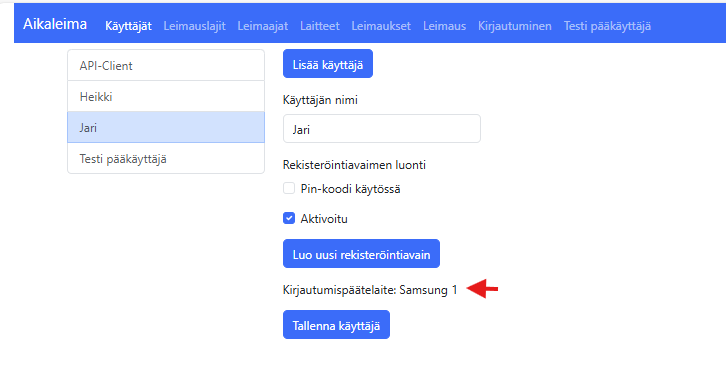 Aikaleima Käyttäjät Leimauslajit Leimaajat Laitteet Leimaukset Leimaus Kirjautuminen Testi pääkäyttäjä
API-Client
Heikki
Jari
Testi pääkäyttäjä
Lisää käyttäjä
Käyttäjän nimi
Jari
Rekisteröintiavaimen luonti
Pin-koodi käytössä
Aktivoitu
Luo uusi rekisteröintiavain
Kirjautumispäätelaite: Samsung 1
Tallenna käyttäjä